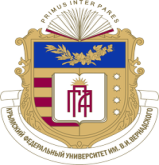 PRIMUS INTER PARES
КРЫМСКИЙ ФЕДЕРАЛЬНЫЙ УНИВЕРСИТЕТ ИМ. В.И. ВЕРНАДСКОГО